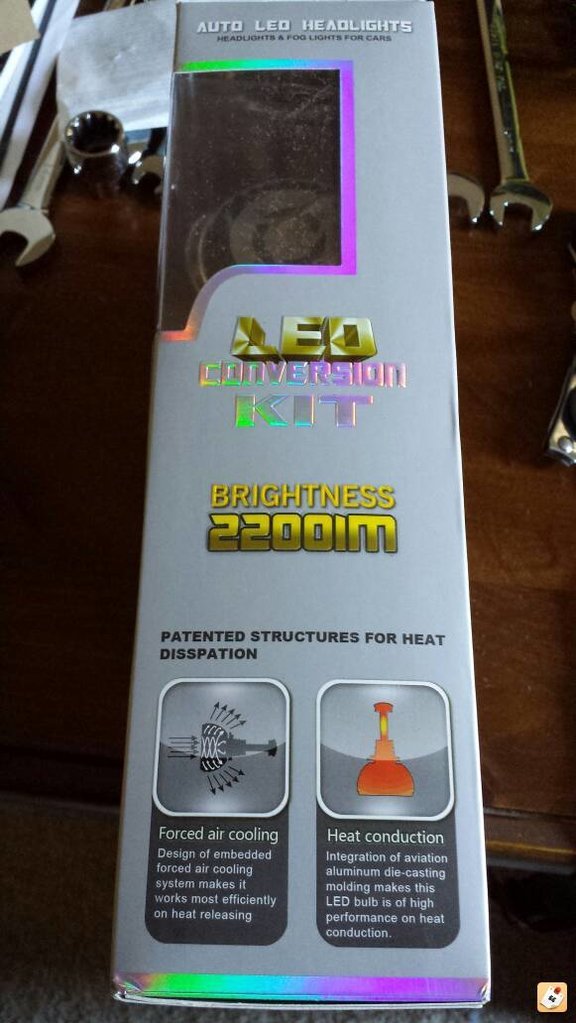 AUTO LED HEADLIGHTS
HEADLIGHTS & FOG LIGHTS FOR CARS
LED
CONVERSION
KIT
BRIGHTNESS
2200lm
PATENTED STRUCTURES FOR HEAT
DISSPATION
Forced air cooling
Design of embedded
forced air cooling
system makes it
works most efficiently
on heat releasing
Heat conduction
Integration of aviation
aluminum die-casting
molding makes this
LED bulb is of high
performance on heat
conduction.